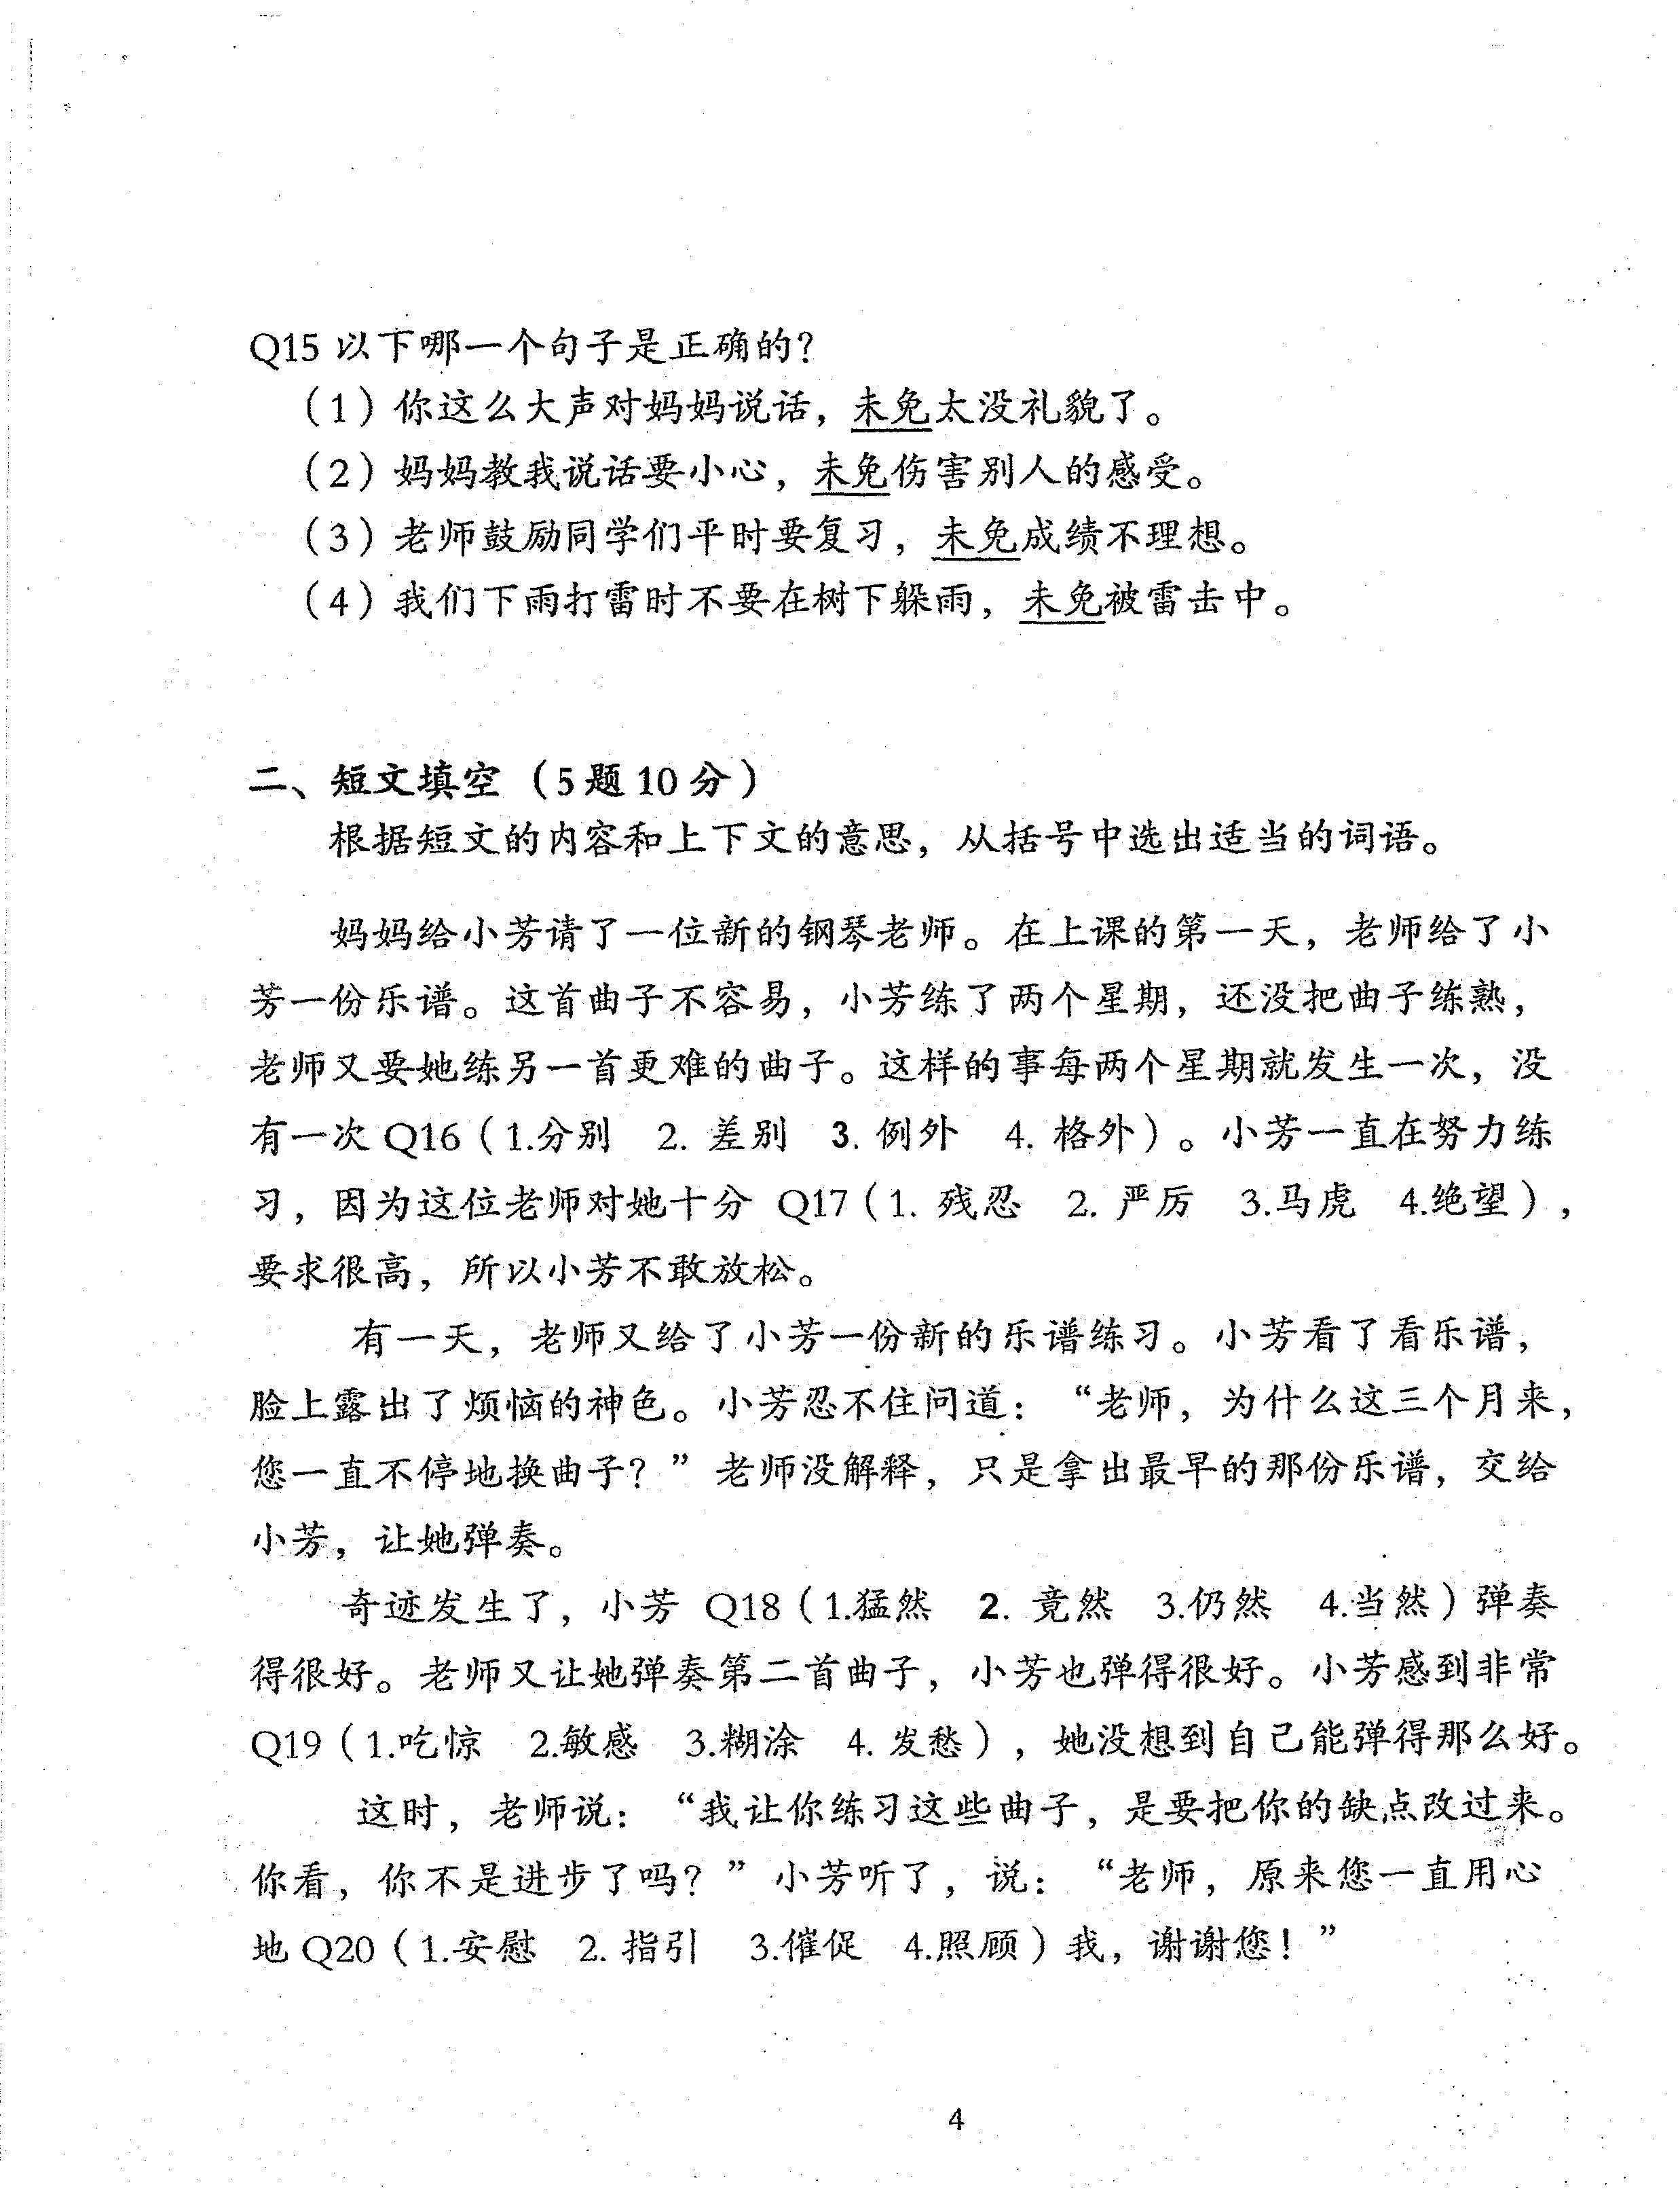 Q15 以下哪一个句子是正确的？
（1）你这么大声对妈妈说话，未免太没礼貌了。
（2）妈妈教我说话要小心，未免伤害别人的感受。
（3）老师鼓励同学们平时要复习，未免成绩不理想。
（4）我们下雨打雷时不要在树下躲雨，未免被雷击中。
二、短文填空（5题10分）
根据短文的内容和上下文的意思，从括号中选出适当的词语。
妈妈给小芳请了一位新的钢琴老师。在上课的第一天，老师给了小
芳一份乐谱。这首曲子不容易，小芳练了两个星期，还没把曲子练熟，
老师又要她练另一首更难的曲子。这样的事每两个星期就发生一次，没
有一次 Q16（1.分别 2. 差别 3. 例外 4. 格外）。小芳一直在努力练
习，因为这位老师对她十分 Q17（1. 残忍 2. 严厉 3.马虎 4.绝望），
要求很高，所以小芳不敢放松。
有一天，老师又给了小芳一份新的乐谱练习。小芳看了看乐谱，
脸上露出了烦恼的神色。小芳忍不住问道：“老师，为什么这三个月来，
您一直不停地换曲子？”老师没解释，只是拿出最早的那份乐谱，交给
小芳，让她弹奏。
奇迹发生了，小芳 Q18（1.猛然 2. 竟然 3.仍然 4.当然）弹奏
得很好。老师又让她弹奏第二首曲子，小芳也弹得很好。小芳感到非常
Q19（1.吃惊 2.敏感 3.糊涂 4. 发愁），她没想到自己能弹得那么好。
这时，老师说：“我让你练习这些曲子，是要把你的缺点改过来。
你看，你不是进步了吗？”小芳听了，说：“老师，原来您一直用心
地 Q20（1.安慰 2. 指引 3.催促 4.照顾）我，谢谢您！”
4